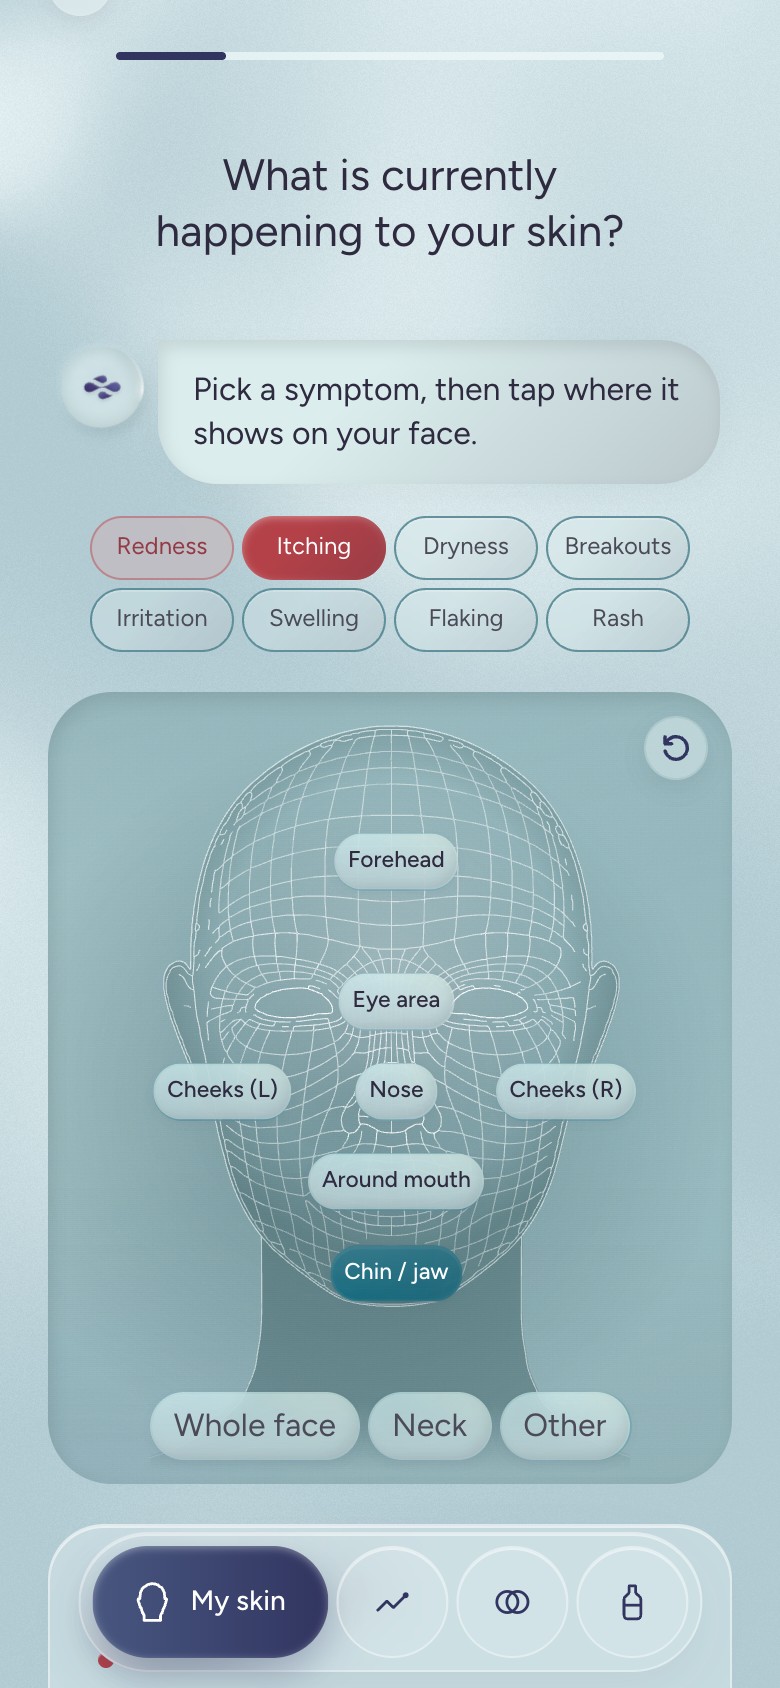 What is currently
happening to your skin?
Pick a symptom, then tap where it
shows on your face.
Redness Itching Dryness Breakouts
Irritation Swelling Flaking Rash
Forehead
Eye area
Cheeks (L) Nose Cheeks (R)
Around mouth
Chin / jaw
Whole face Neck Other
My skin